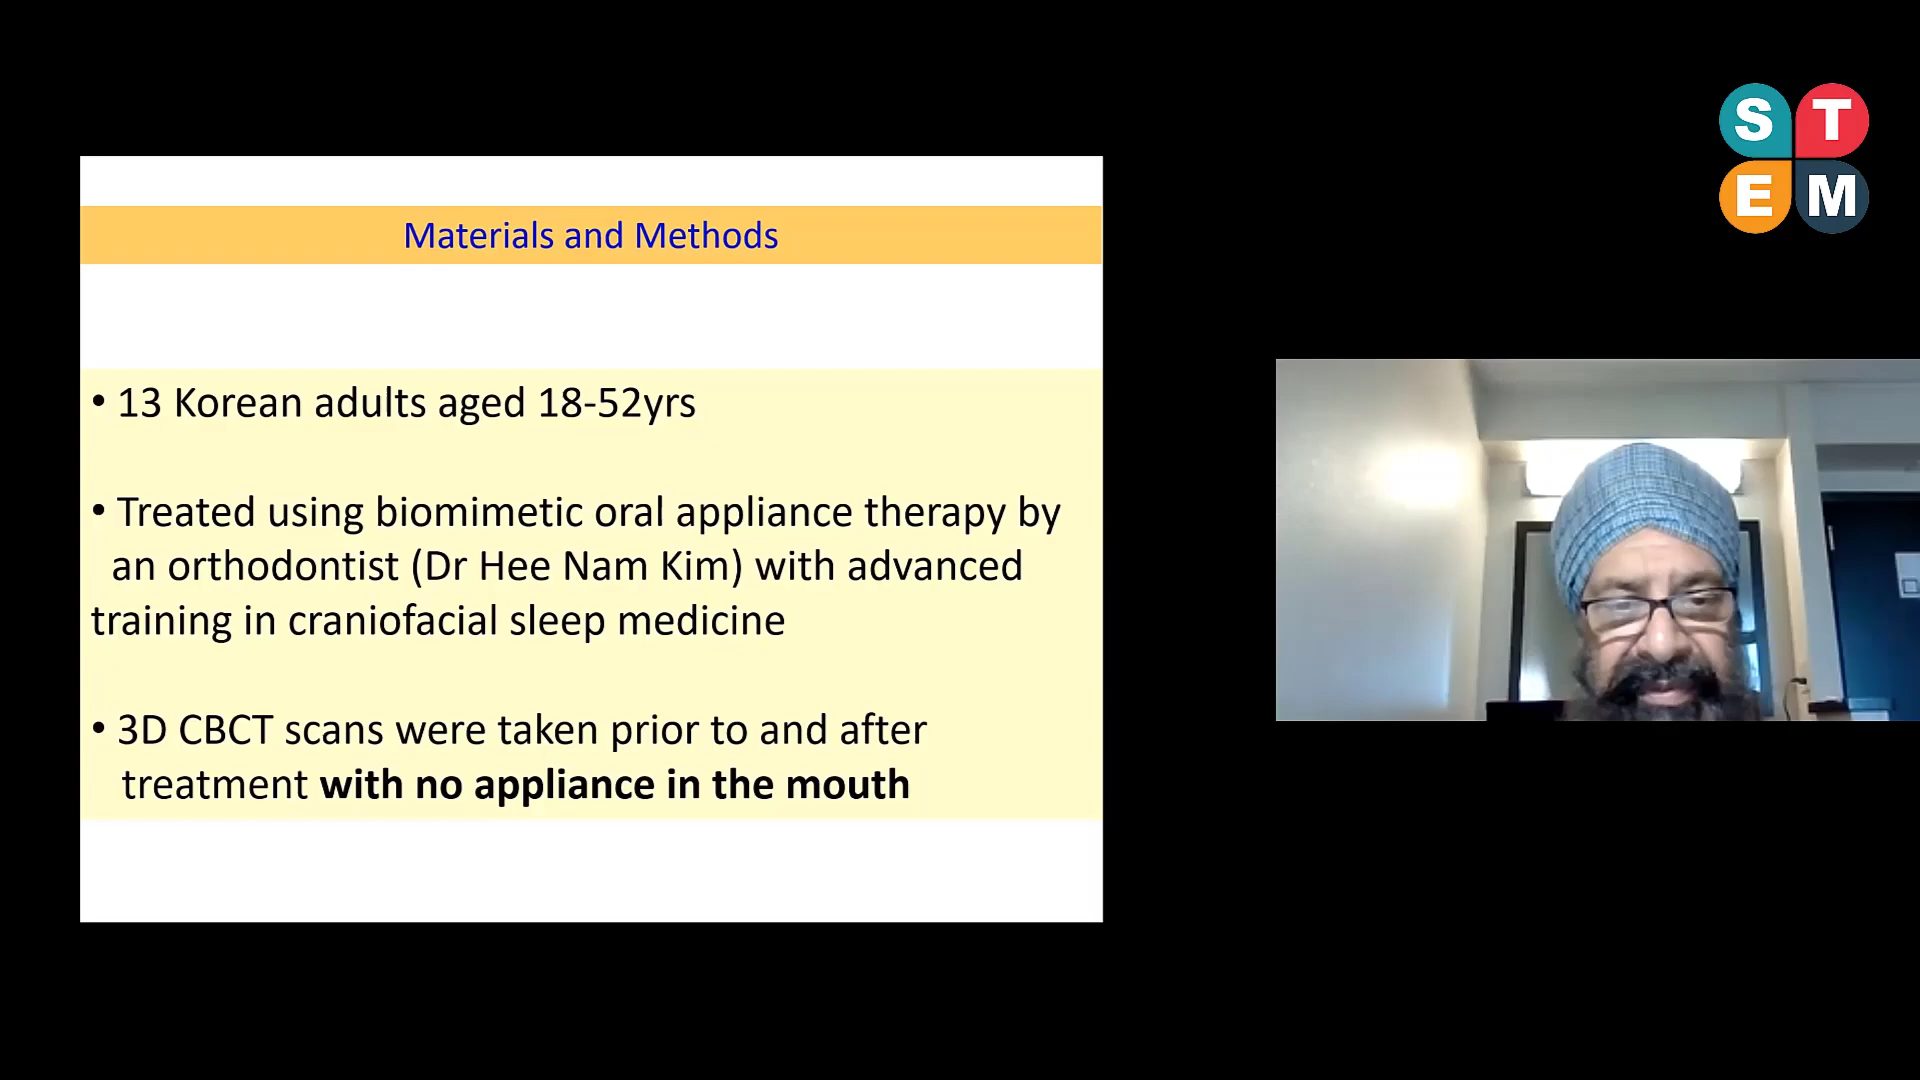 S T
E M
Materials and Methods
• 13 Korean adults aged 18-52yrs
• Treated using biomimetic oral appliance therapy by
an orthodontist (Dr Hee Nam Kim) with advanced
training in craniofacial sleep medicine
• 3D CBCT scans were taken prior to and after
treatment with no appliance in the mouth